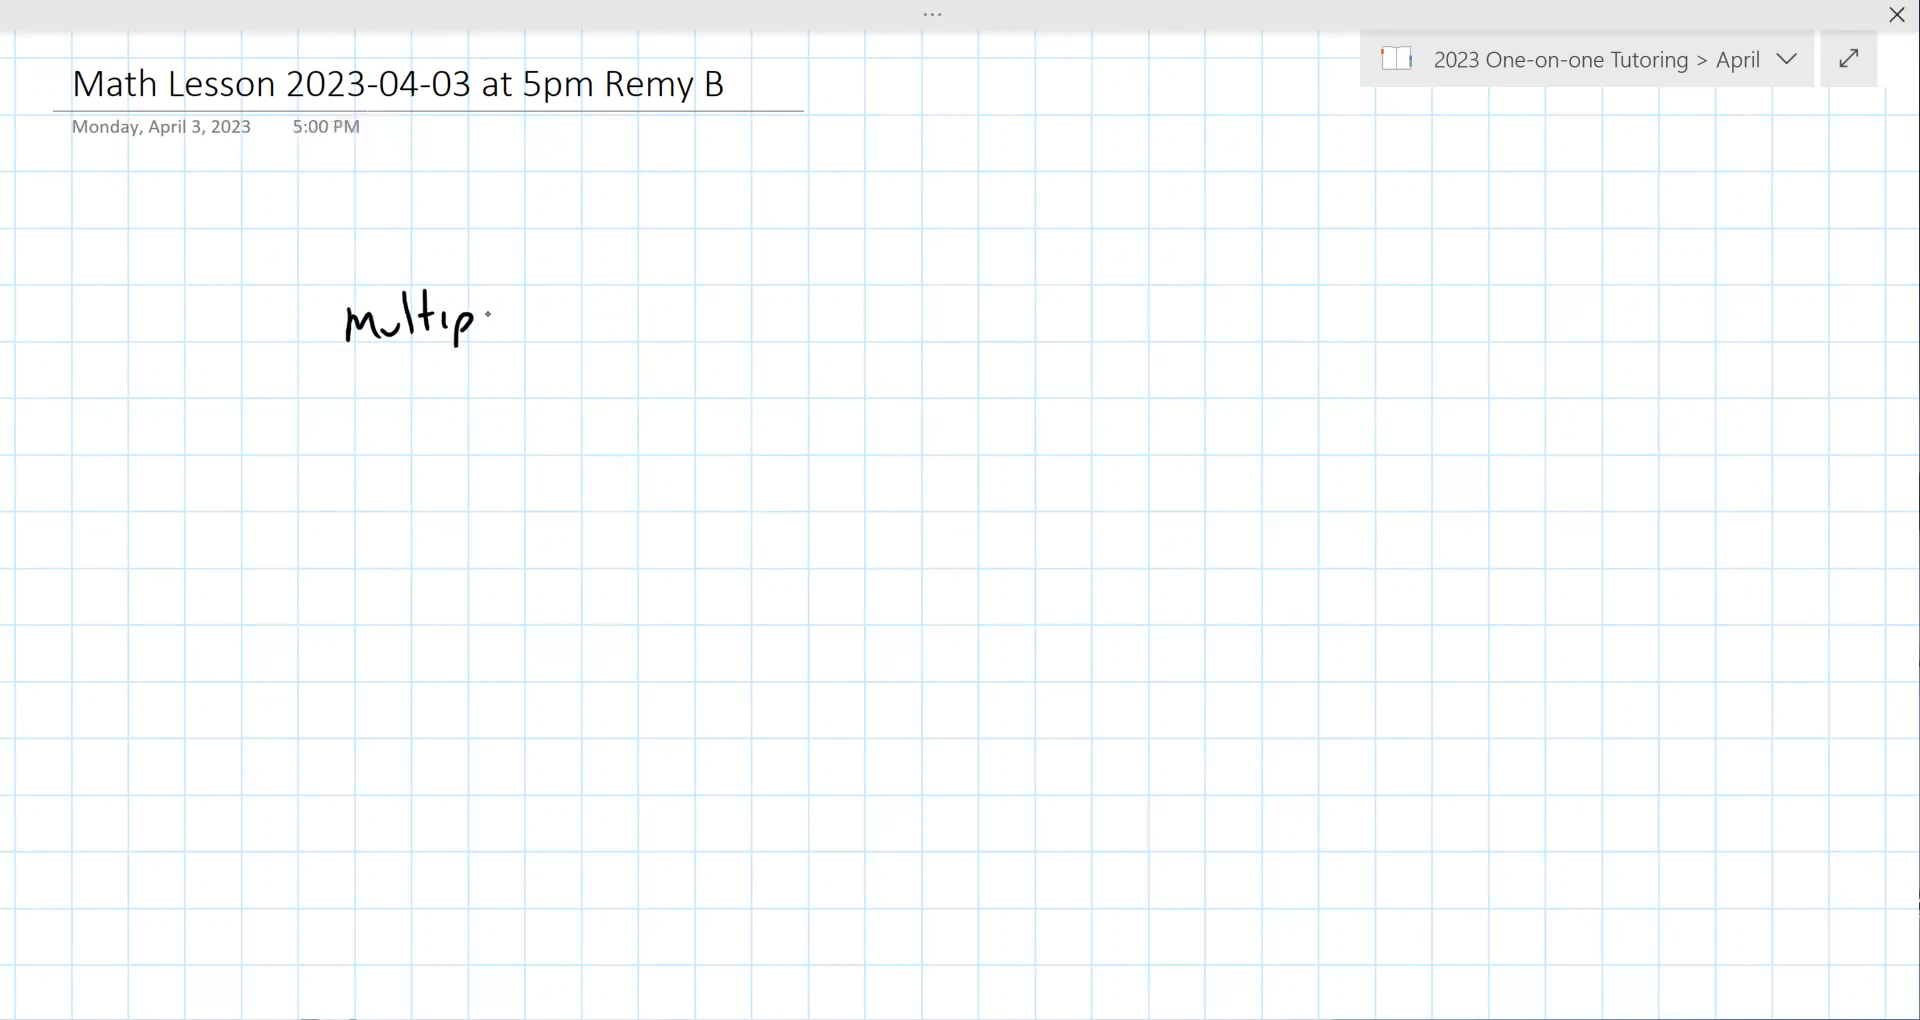 2023 One-on-one Tutoring > April
Math Lesson 2023-04-03 at 5pm Remy B
Monday, April 3, 2023 5:00 PM
multip